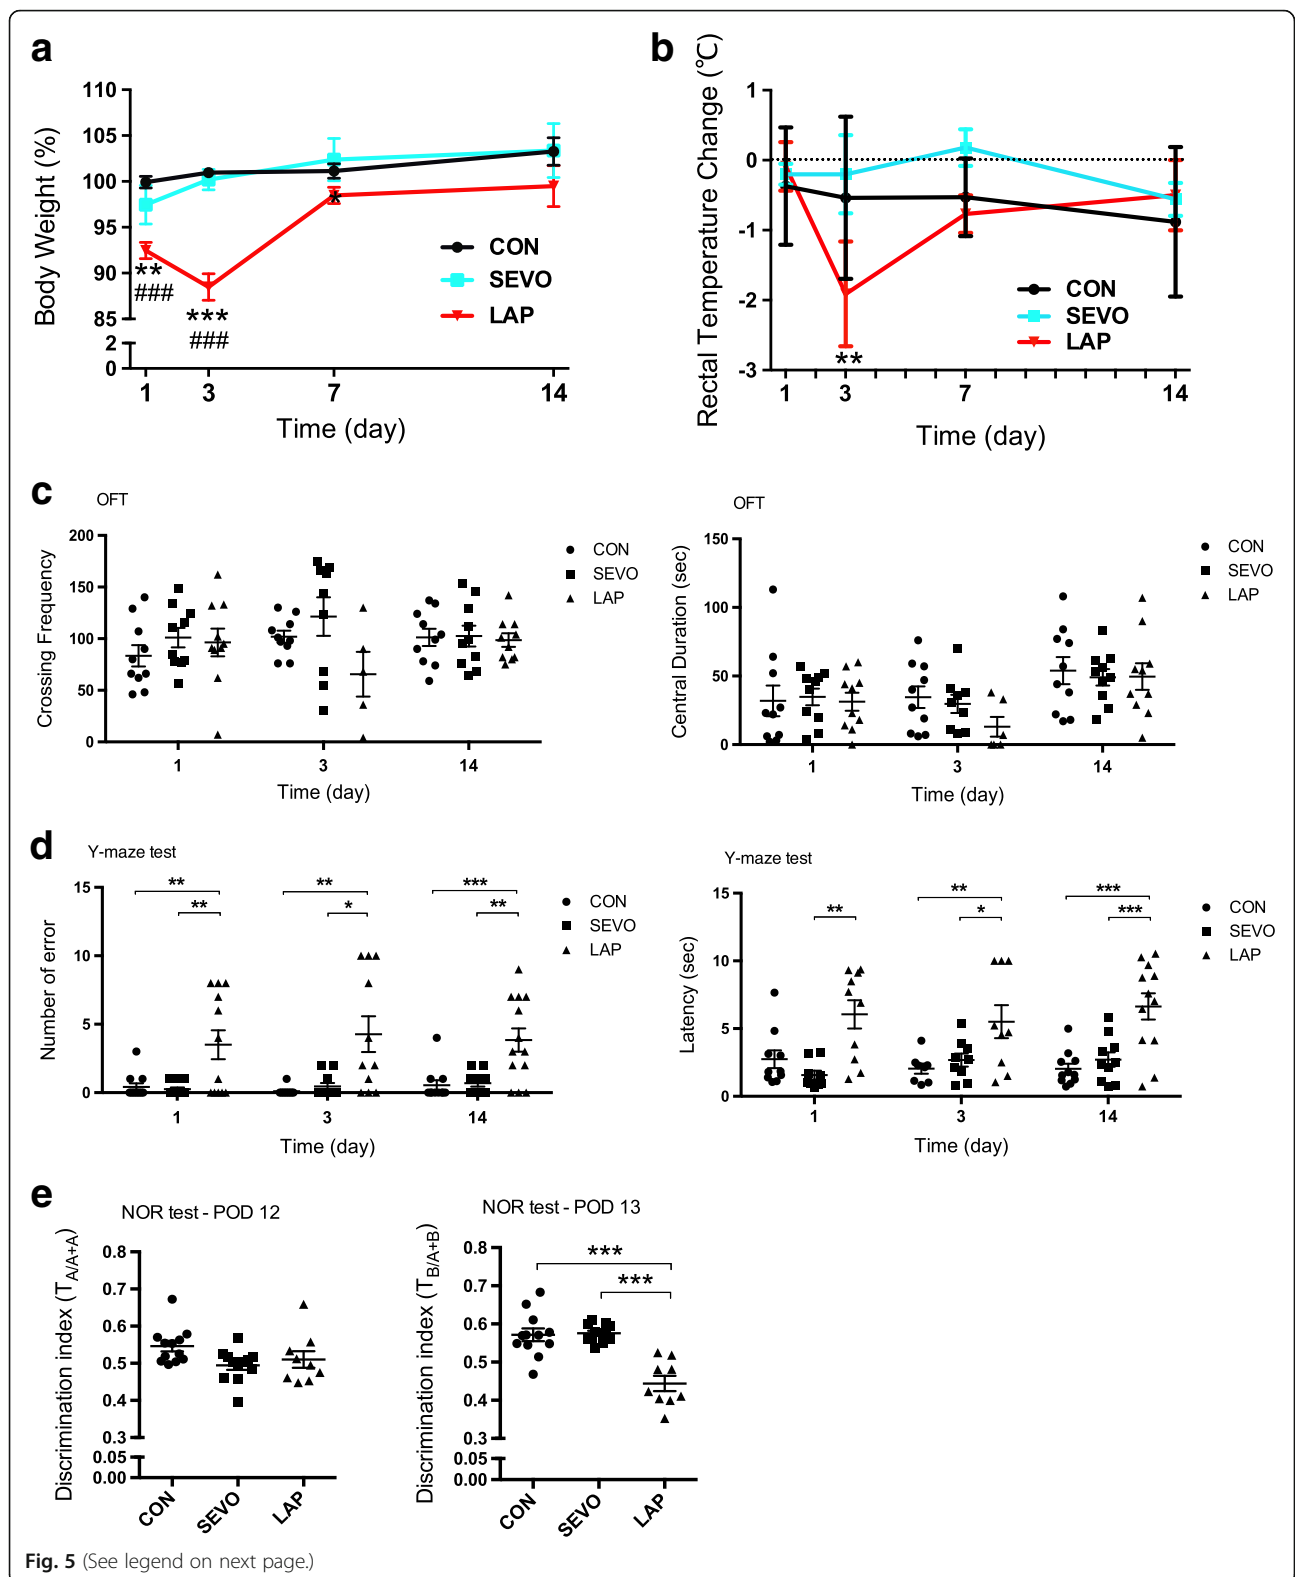 a
Body Weight (%)
110
105
100
95
90
85
2
0
**
###
***
###
*
CON
SEVO
LAP
1 3 7 14
Time (day)
b
Rectal Temperature Change (°C)
1
0
-1
-2
-3
**
CON
SEVO
LAP
1 3 7 14
Time (day)
c
OFT
Crossing Frequency
200
150
100
50
0
CON
SEVO
LAP
1 3 14
Time (day)
OFT
Central Duration (sec)
150
100
50
0
CON
SEVO
LAP
1 3 14
Time (day)
d
Y-maze test
Number of error
15
10
5
0
** ** ***
** * **
CON
SEVO
LAP
1 3 14
Time (day)
Y-maze test
Latency (sec)
15
10
5
0
** ** ***
* ***
CON
SEVO
LAP
1 3 14
Time (day)
e
NOR test - POD 12
Discrimination index (TA/A+A)
0.8
0.7
0.6
0.5
0.4
0.3
0.05
0.00
CON SEVO LAP
NOR test - POD 13
Discrimination index (TB/A+B)
0.8
0.7
0.6
0.5
0.4
0.3
0.05
0.00
***
***
CON SEVO LAP
Fig. 5 (See legend on next page.)